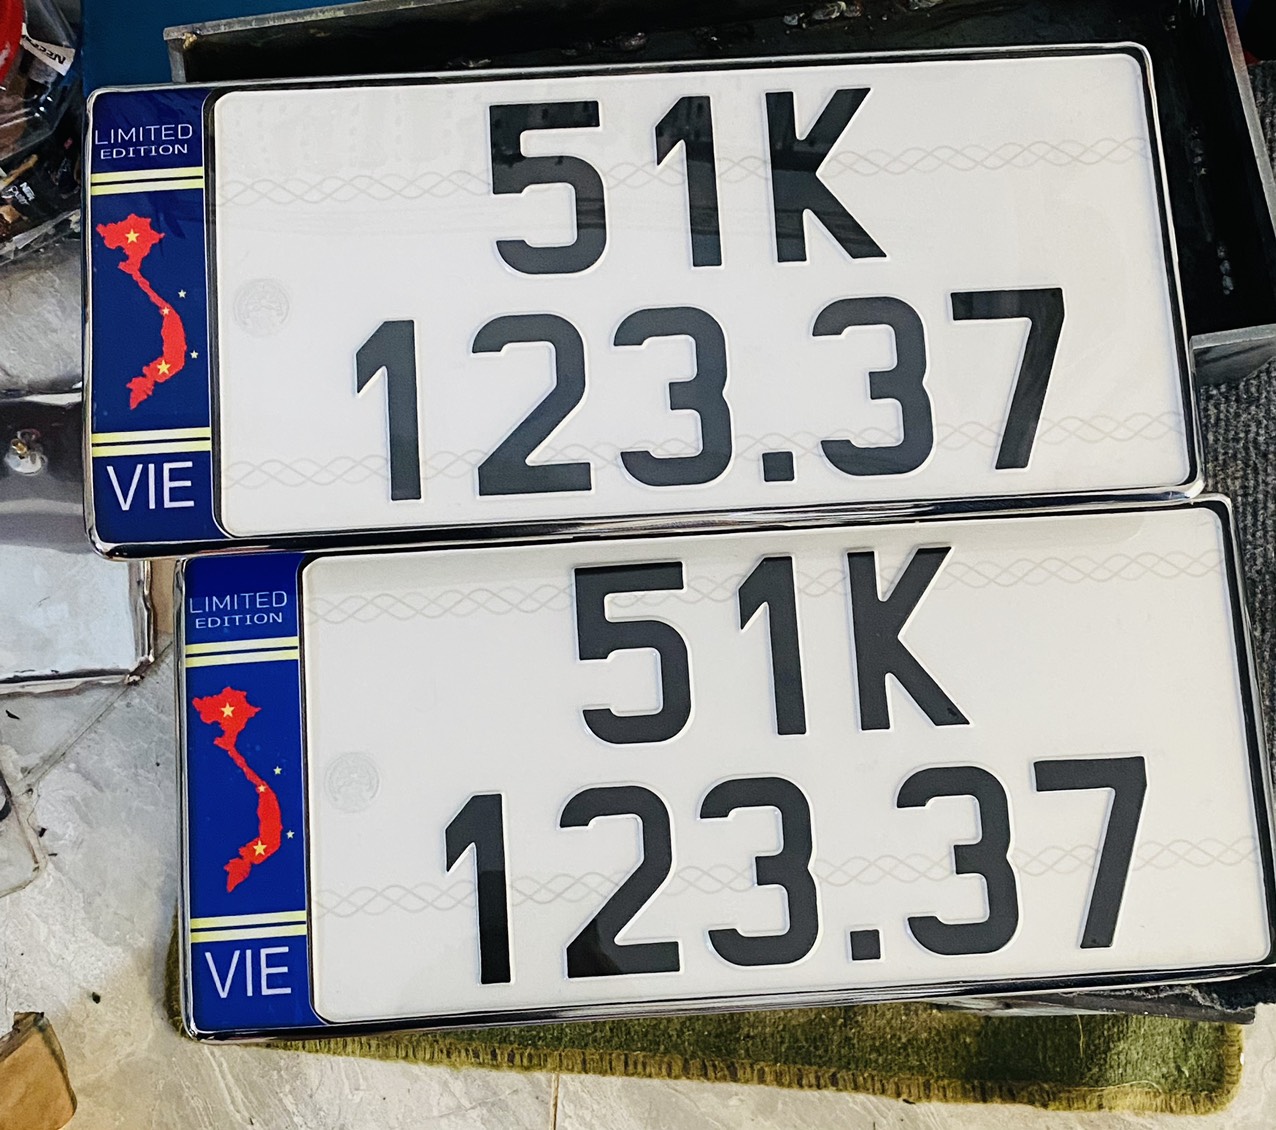 LIMITED
EDITION
VIE
51K
123.37
LIMITED
EDITION
VIE
51K
123.37